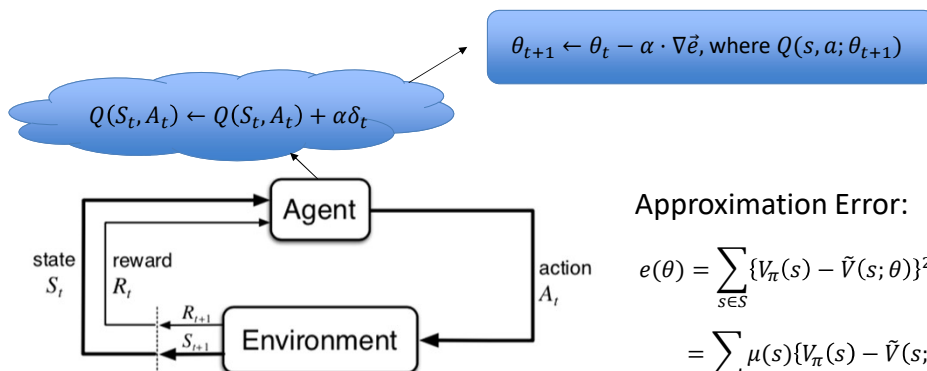 θ_{t+1} ← θ_t − α · ∇e⃗, where Q(s, a; θ_{t+1})
Q(S_t, A_t) ← Q(S_t, A_t) + αδ_t
Agent
state
S_t
reward
R_t
action
A_t
R_{t+1}
S_{t+1}
Environment
Approximation Error:
e(θ) = ∑_{s∈S} {V_π(s) − Ṽ(s; θ)}²
= ∑ μ(s){V_π(s) − Ṽ(s;